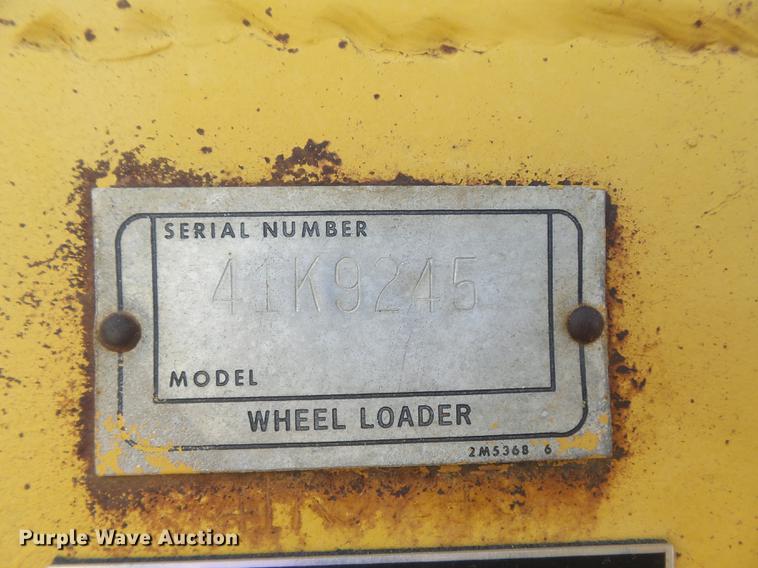 SERIAL NUMBER
41K9245
MODEL
WHEEL LOADER
2M5368 6
Purple Wave Auction